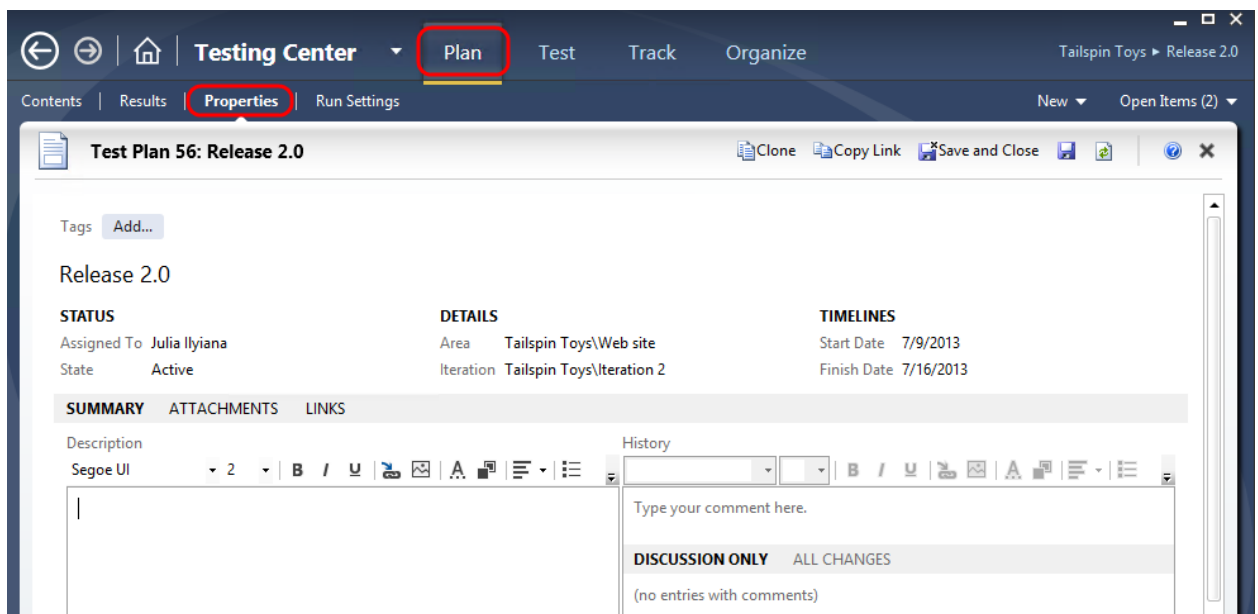 Testing Center Plan Test Track Organize Tailspin Toys ▸ Release 2.0
Contents | Results | Properties | Run Settings New Open Items (2)
Test Plan 56: Release 2.0 Clone Copy Link Save and Close
Tags Add...
Release 2.0
STATUS DETAILS TIMELINES
Assigned To Julia Ilyiana Area Tailspin Toys\Web site Start Date 7/9/2013
State Active Iteration Tailspin Toys\Iteration 2 Finish Date 7/16/2013
SUMMARY ATTACHMENTS LINKS
Description History
Segoe UI 2 B I U A B I U A
Type your comment here.
DISCUSSION ONLY ALL CHANGES
(no entries with comments)